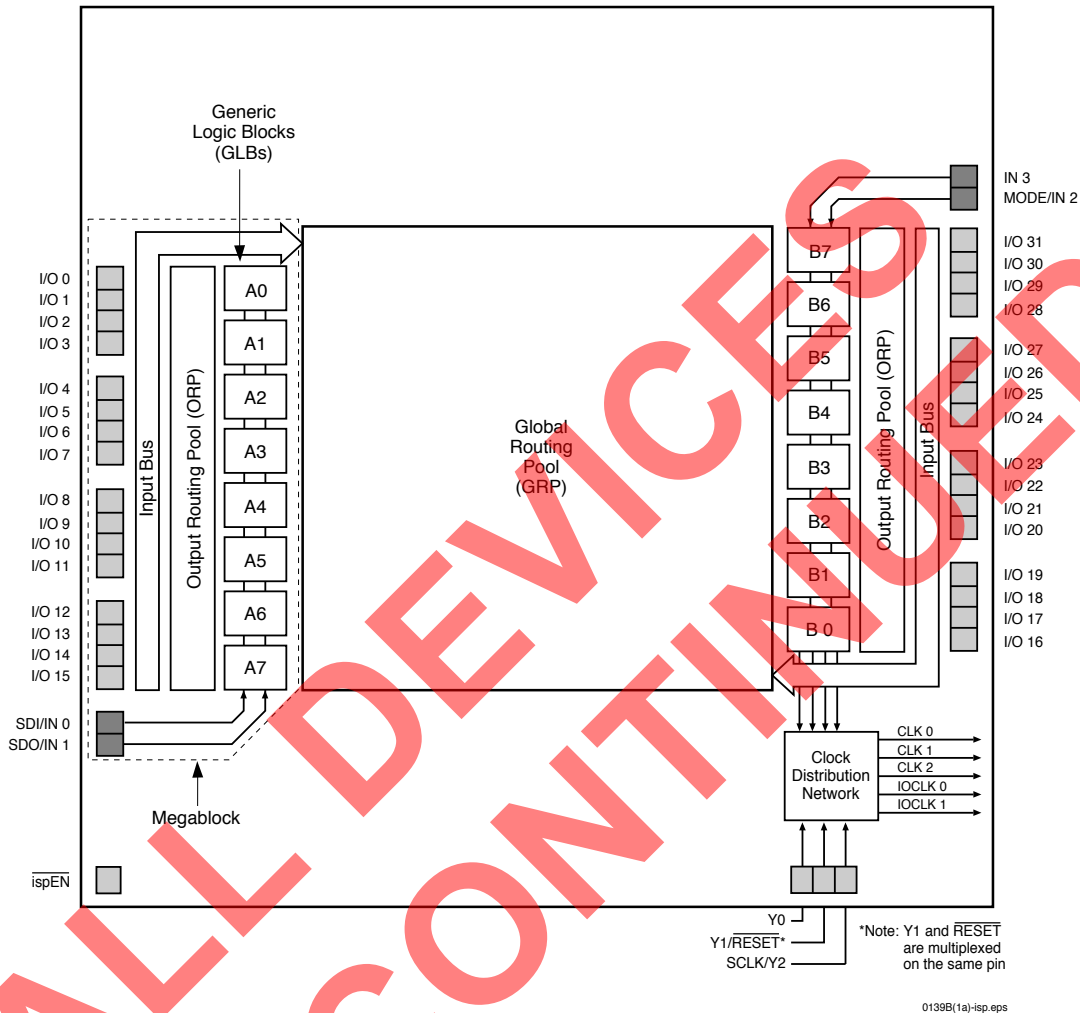 Generic
Logic Blocks
(GLBs)
IN 3
MODE/IN 2
I/O 0
I/O 1
I/O 2
I/O 3
I/O 4
I/O 5
I/O 6
I/O 7
I/O 8
I/O 9
I/O 10
I/O 11
I/O 12
I/O 13
I/O 14
I/O 15
SDI/IN 0
SDO/IN 1
Input Bus
Output Routing Pool (ORP)
A0
A1
A2
A3
A4
A5
A6
A7
Megablock
ispEN
Global
Routing
Pool
(GRP)
B7
B6
B5
B4
B3
B2
B1
B 0
Output Routing Pool (ORP)
Input Bus
I/O 31
I/O 30
I/O 29
I/O 28
I/O 27
I/O 26
I/O 25
I/O 24
I/O 23
I/O 22
I/O 21
I/O 20
I/O 19
I/O 18
I/O 17
I/O 16
Clock
Distribution
Network
CLK 0
CLK 1
CLK 2
IOCLK 0
IOCLK 1
Y0
Y1/RESET*
SCLK/Y2
*Note: Y1 and RESET
are multiplexed
on the same pin
0139B(1a)-isp.eps
ALL DEVICES
CONTINUED